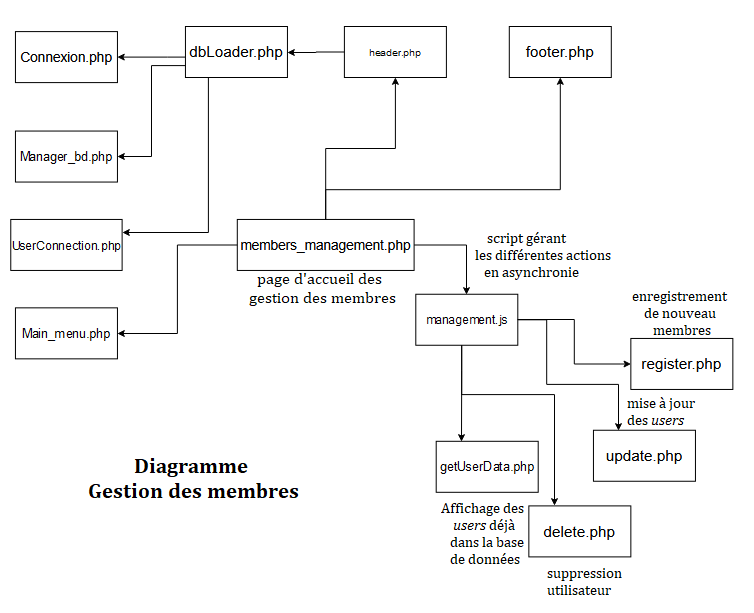 Connexion.php
dbLoader.php
header.php
footer.php
Manager_bd.php
UserConnection.php
members_management.php
page d'accueil des
gestion des membres
script gérant
les différentes actions
en asynchronie
Main_menu.php
management.js
enregistrement
de nouveau
membres
register.php
mise à jour
des users
update.php
getUserData.php
Affichage des
users déjà
dans la base
de données
delete.php
suppression
utilisateur
Diagramme
Gestion des membres